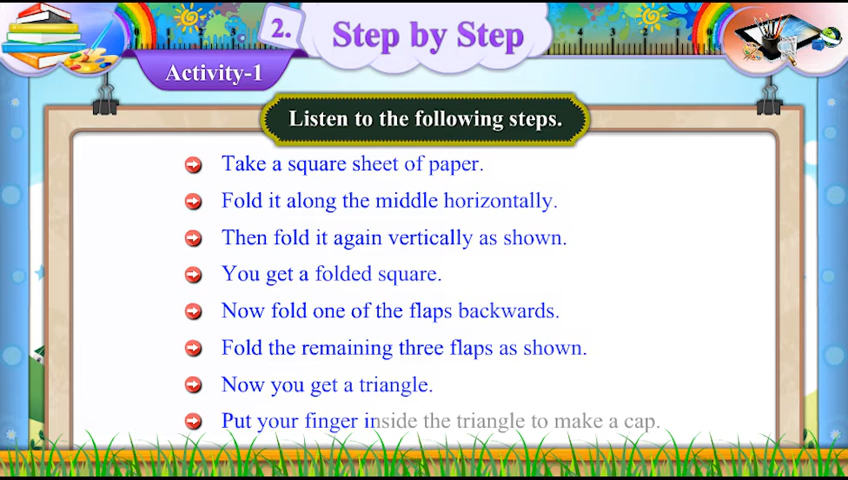 2.
Step by Step
Activity-1
Listen to the following steps.
Take a square sheet of paper.
Fold it along the middle horizontally.
Then fold it again vertically as shown.
You get a folded square.
Now fold one of the flaps backwards.
Fold the remaining three flaps as shown.
Now you get a triangle.
Put your finger inside the triangle to make a cap.